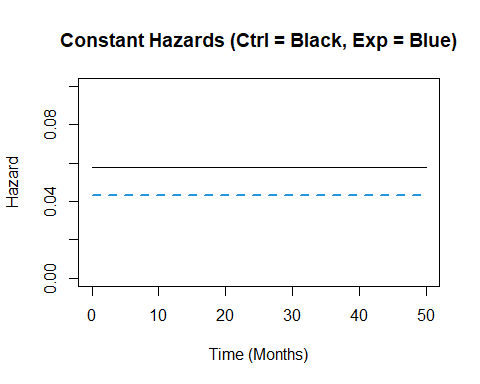 Constant Hazards (Ctrl = Black, Exp = Blue)
Hazard
0.08
0.04
0.00
0 10 20 30 40 50
Time (Months)